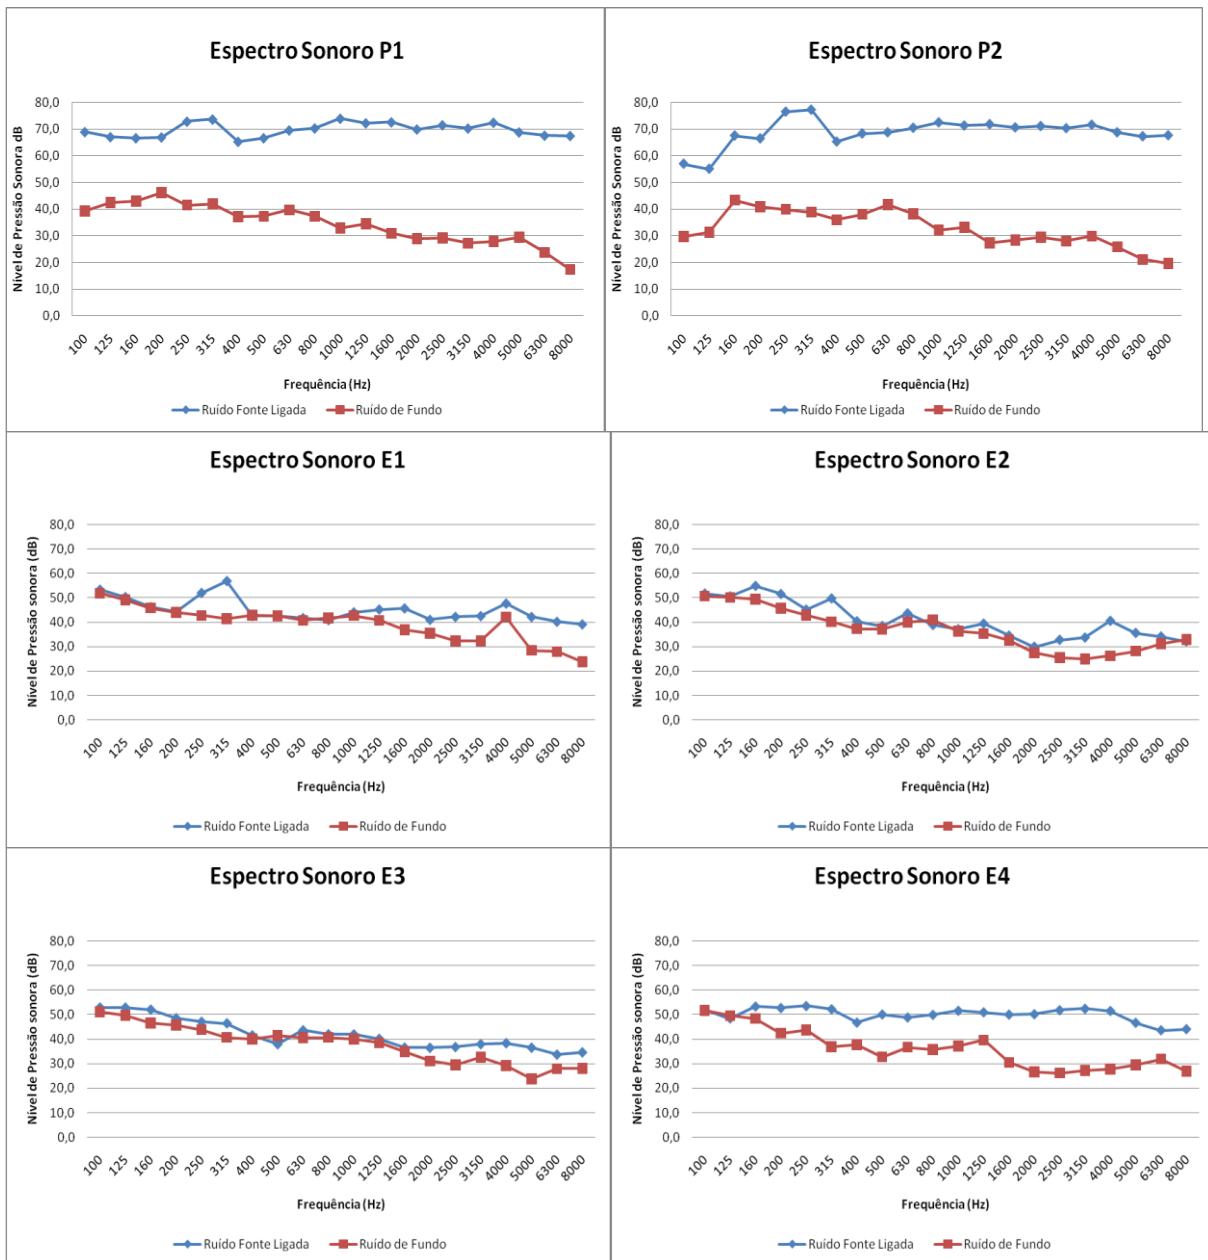 Espectro Sonoro P1
Nível de Pressão Sonora dB
80,0
70,0
60,0
50,0
40,0
30,0
20,0
10,0
0,0
100 125 160 200 250 315 400 500 630 800 1000 1250 1600 2000 2500 3150 4000 5000 6300 8000
Frequência (Hz)
Ruído Fonte Ligada Ruído de Fundo
Espectro Sonoro P2
Nível de Pressão Sonora dB
80,0
70,0
60,0
50,0
40,0
30,0
20,0
10,0
0,0
100 125 160 200 250 315 400 500 630 800 1000 1250 1600 2000 2500 3150 4000 5000 6300 8000
Frequência (Hz)
Ruído Fonte Ligada Ruído de Fundo
Espectro Sonoro E1
Nível de Pressão sonora (dB)
80,0
70,0
60,0
50,0
40,0
30,0
20,0
10,0
0,0
100 125 160 200 250 315 400 500 630 800 1000 1250 1600 2000 2500 3150 4000 5000 6300 8000
Frequência (Hz)
Ruído Fonte Ligada Ruído de Fundo
Espectro Sonoro E2
Nível de Pressão sonora (dB)
80,0
70,0
60,0
50,0
40,0
30,0
20,0
10,0
0,0
100 125 160 200 250 315 400 500 630 800 1000 1250 1600 2000 2500 3150 4000 5000 6300 8000
Frequência (Hz)
Ruído Fonte Ligada Ruído de Fundo
Espectro Sonoro E3
Nível de Pressão sonora (dB)
80,0
70,0
60,0
50,0
40,0
30,0
20,0
10,0
0,0
100 125 160 200 250 315 400 500 630 800 1000 1250 1600 2000 2500 3150 4000 5000 6300 8000
Frequência (Hz)
Ruído Fonte Ligada Ruído de Fundo
Espectro Sonoro E4
Nível de Pressão sonora (dB)
80,0
70,0
60,0
50,0
40,0
30,0
20,0
10,0
0,0
100 125 160 200 250 315 400 500 630 800 1000 1250 1600 2000 2500 3150 4000 5000 6300 8000
Frequência (Hz)
Ruído Fonte Ligada Ruído de Fundo